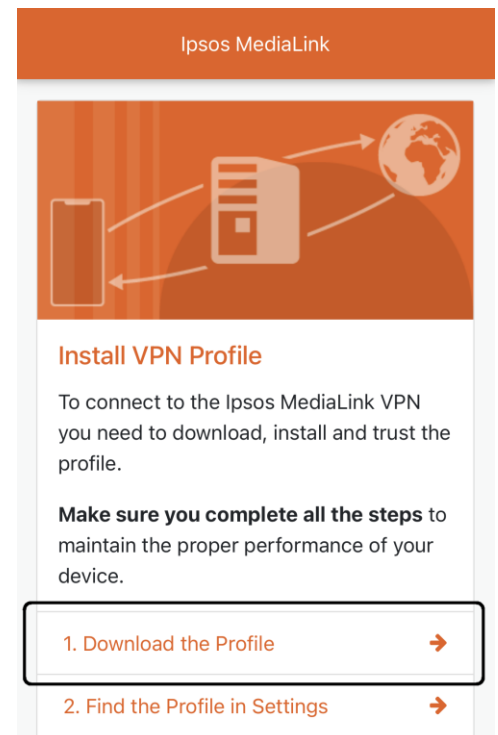 Ipsos MediaLink
Install VPN Profile
To connect to the Ipsos MediaLink VPN
you need to download, install and trust the
profile.
Make sure you complete all the steps to
maintain the proper performance of your
device.
1. Download the Profile
2. Find the Profile in Settings